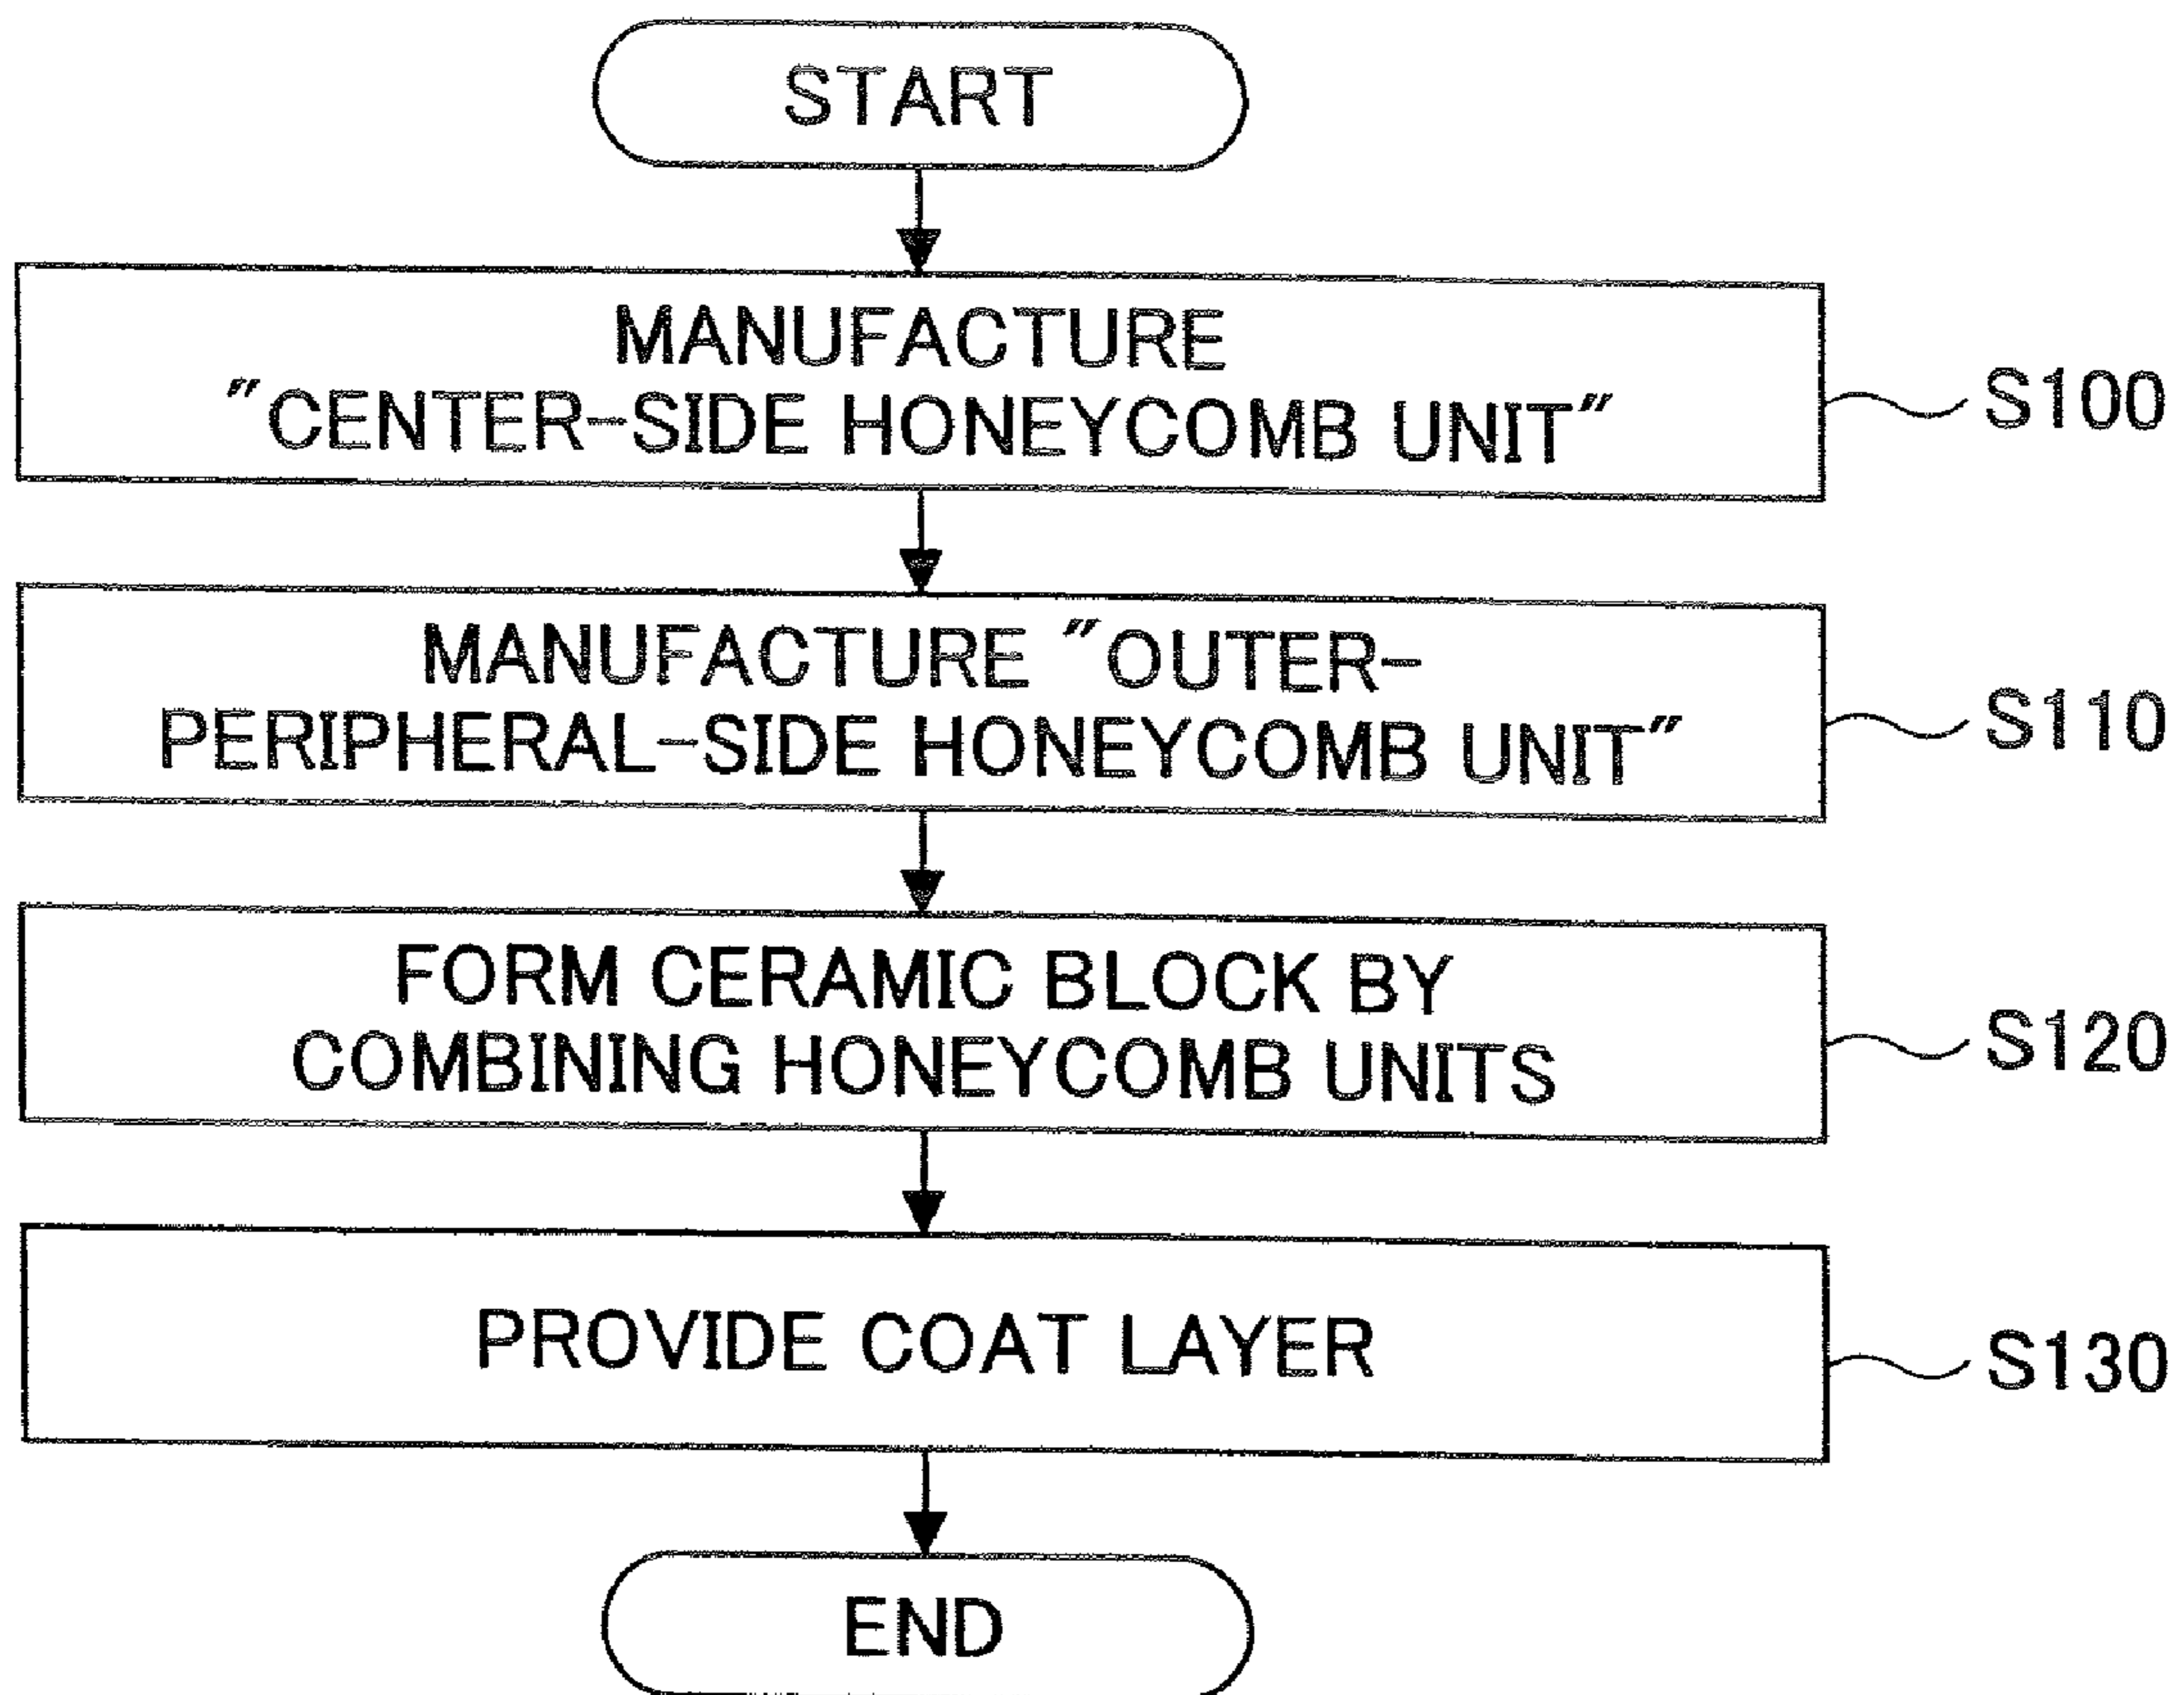 START
MANUFACTURE
"CENTER-SIDE HONEYCOMB UNIT"
S100
MANUFACTURE "OUTER-
PERIPHERAL-SIDE HONEYCOMB UNIT"
S110
FORM CERAMIC BLOCK BY
COMBINING HONEYCOMB UNITS
S120
PROVIDE COAT LAYER
S130
END